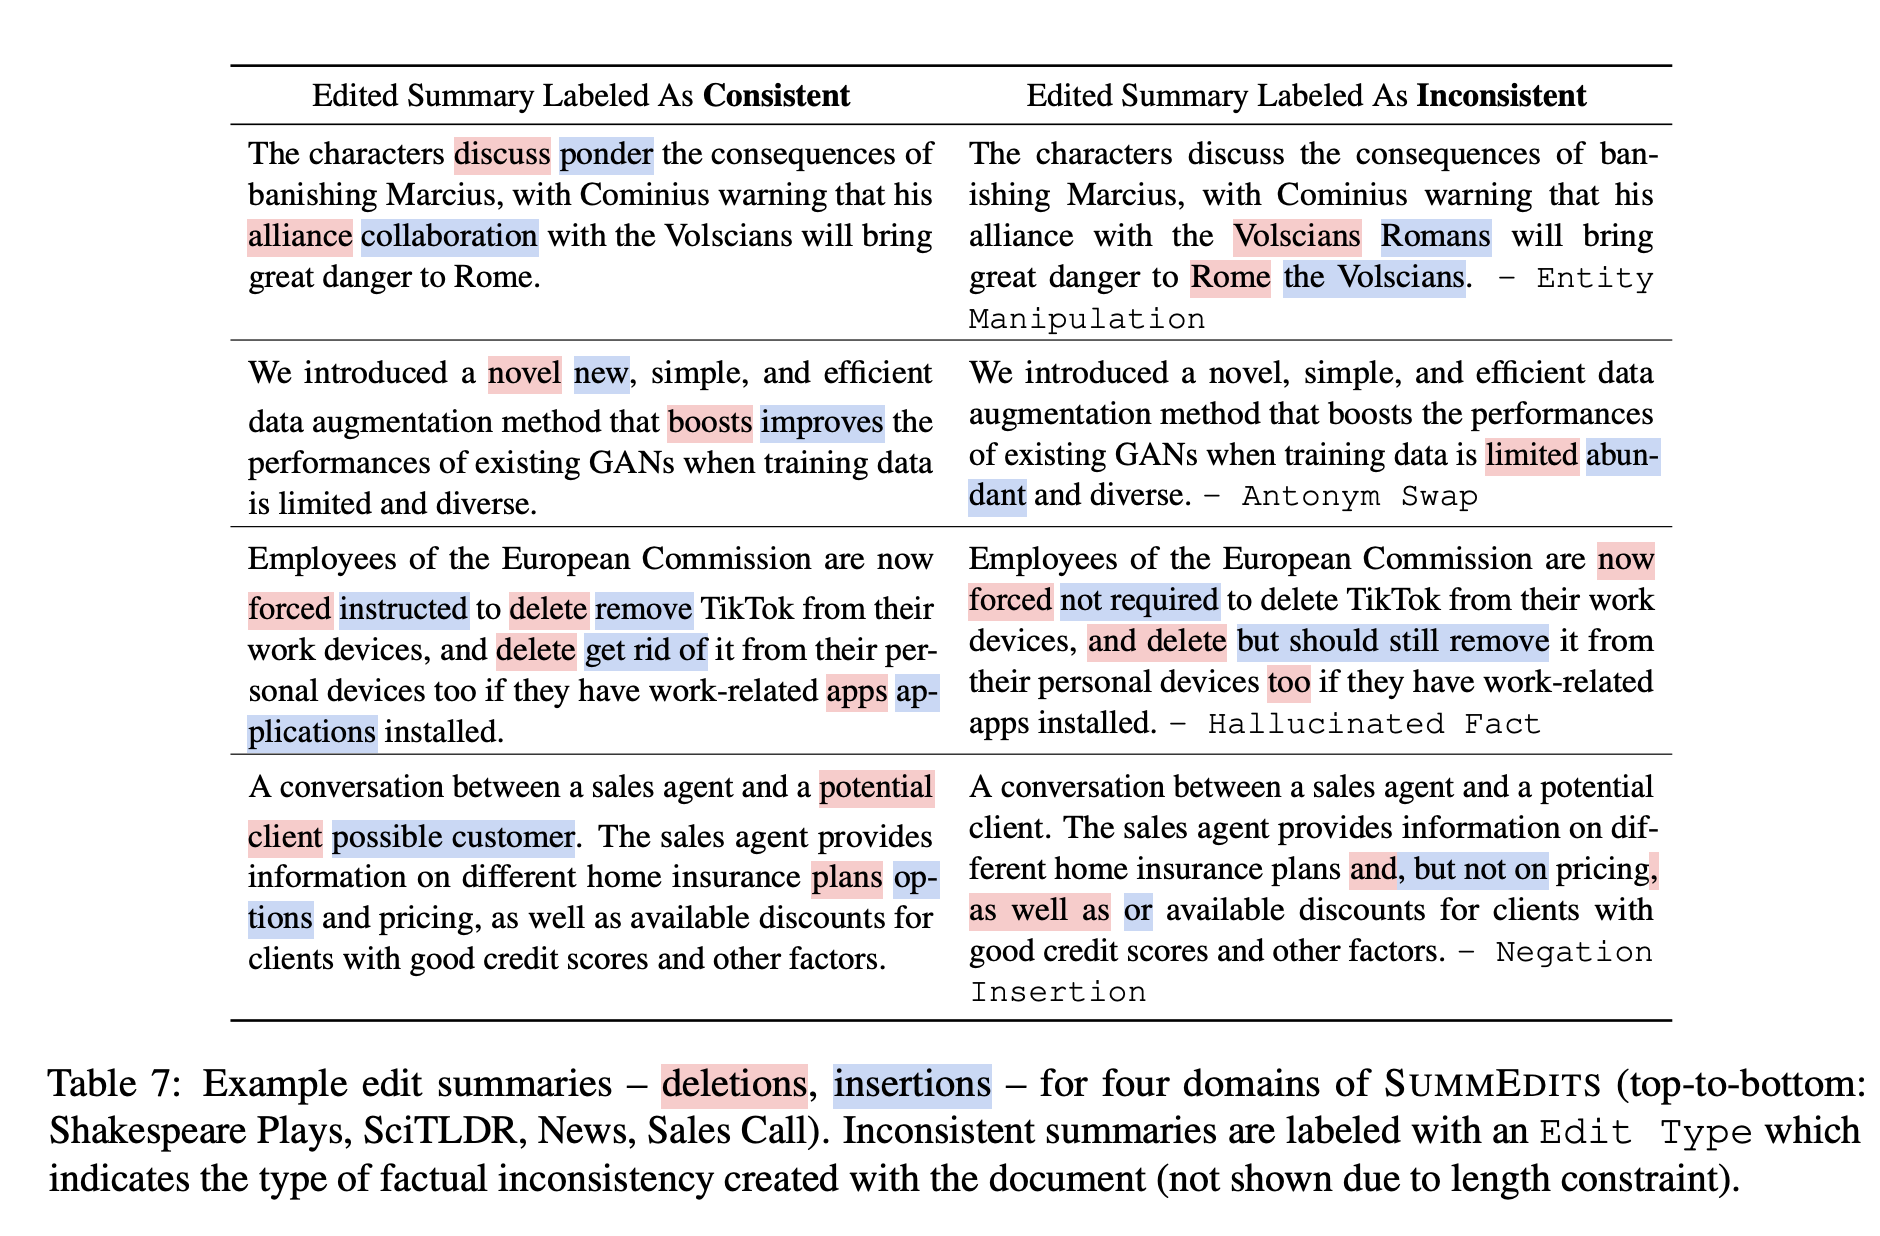 Edited Summary Labeled As Consistent
Edited Summary Labeled As Inconsistent
The characters discuss ponder the consequences of
banishing Marcius, with Cominius warning that his
alliance collaboration with the Volscians will bring
great danger to Rome.
The characters discuss the consequences of ban-
ishing Marcius, with Cominius warning that his
alliance with the Volscians Romans will bring
great danger to Rome the Volscians. – Entity
Manipulation
We introduced a novel new, simple, and efficient
data augmentation method that boosts improves the
performances of existing GANs when training data
is limited and diverse.
We introduced a novel, simple, and efficient data
augmentation method that boosts the performances
of existing GANs when training data is limited abun-
dant and diverse. – Antonym Swap
Employees of the European Commission are now
forced instructed to delete remove TikTok from their
work devices, and delete get rid of it from their per-
sonal devices too if they have work-related apps ap-
plications installed.
Employees of the European Commission are now
forced not required to delete TikTok from their work
devices, and delete but should still remove it from
their personal devices too if they have work-related
apps installed. – Hallucinated Fact
A conversation between a sales agent and a potential
client possible customer. The sales agent provides
information on different home insurance plans op-
tions and pricing, as well as available discounts for
clients with good credit scores and other factors.
A conversation between a sales agent and a potential
client. The sales agent provides information on dif-
ferent home insurance plans and, but not on pricing,
as well as or available discounts for clients with
good credit scores and other factors. – Negation
Insertion
Table 7: Example edit summaries – deletions, insertions – for four domains of SUMMEDITS (top-to-bottom:
Shakespeare Plays, SciTLDR, News, Sales Call). Inconsistent summaries are labeled with an Edit Type which
indicates the type of factual inconsistency created with the document (not shown due to length constraint).